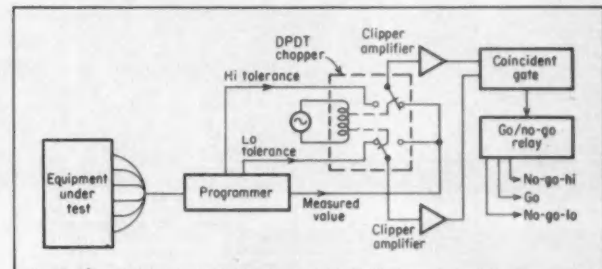 DPDT
chopper
Clipper
amplifier
Hi tolerance
Coincident
gate
Lo
tolerance
Go/no-go
relay
Equipment
under
test
Programmer
Measured
value
Clipper
amplifier
No-go-hi
Go
No-go-lo